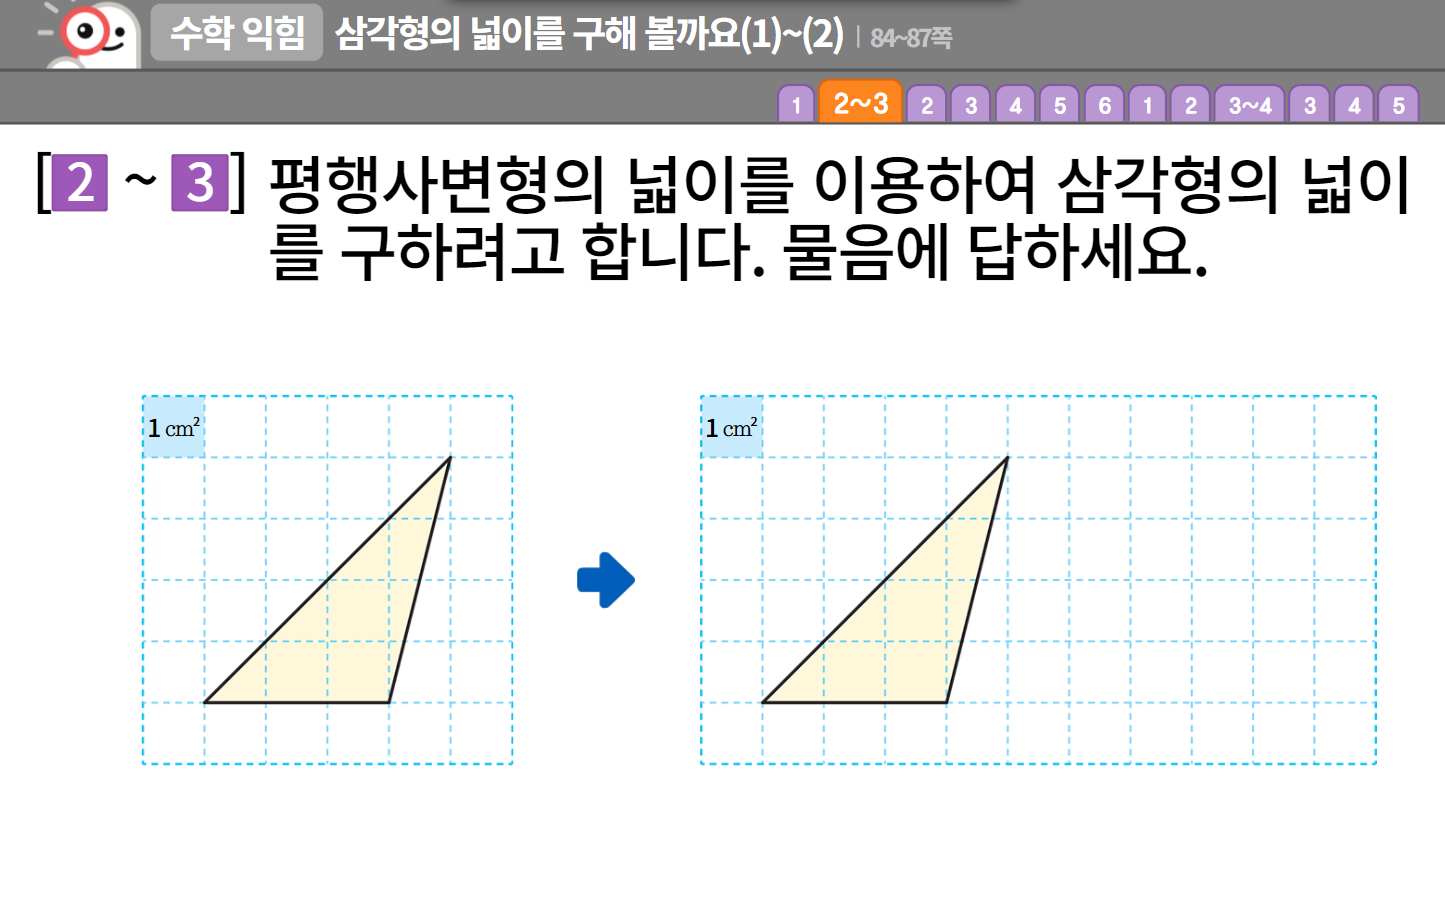 수학 익힘 삼각형의 넓이를 구해 볼까요(1)~(2) | 84~87쪽
1 2~3 2 3 4 5 6 1 2 3~4 3 4 5
[2 ~ 3] 평행사변형의 넓이를 이용하여 삼각형의 넓이
를 구하려고 합니다. 물음에 답하세요.
1 cm² 1 cm²